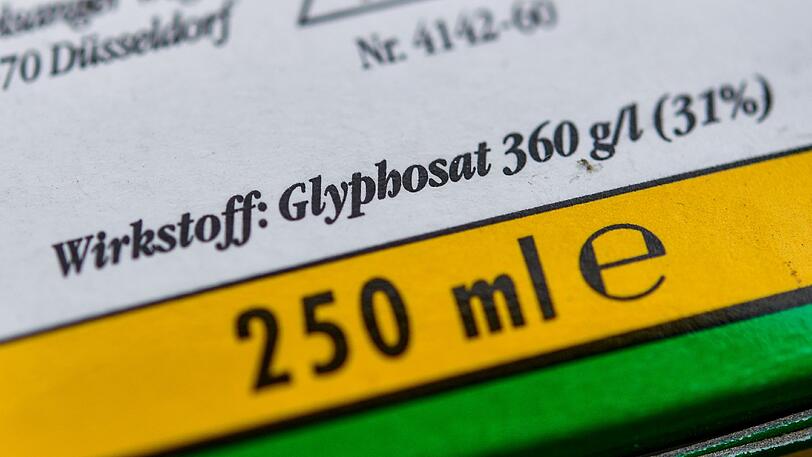 70 Düsseldorf
Nr. 4142-60
Wirkstoff: Glyphosat 360 g/l (31%)
250 ml ℮